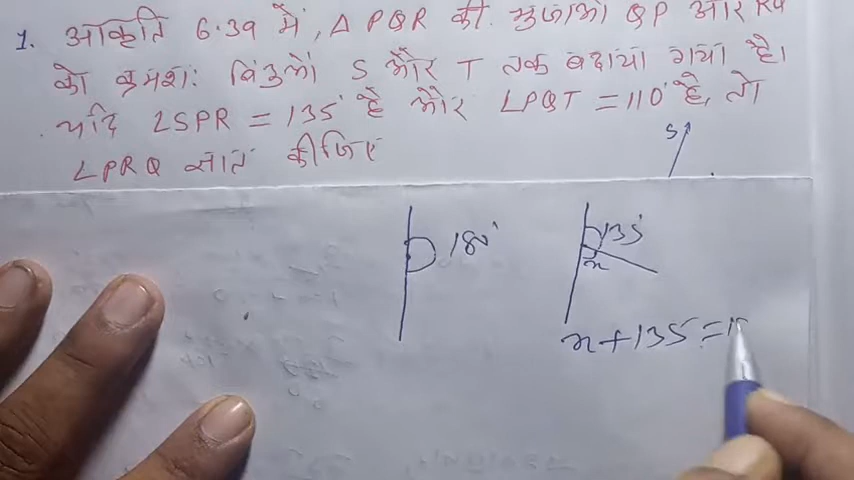 1. आकृति 6.39 में, Δ PQR की भुजाओं QP और RQ
को क्रमशः बिंदुओं S और T तक बढ़ाया गया है।
यदि ∠SPR = 135° है और ∠PQT = 110° है, तो
∠PRQ ज्ञात कीजिए
S
180°
135°
x
x + 135 = 1